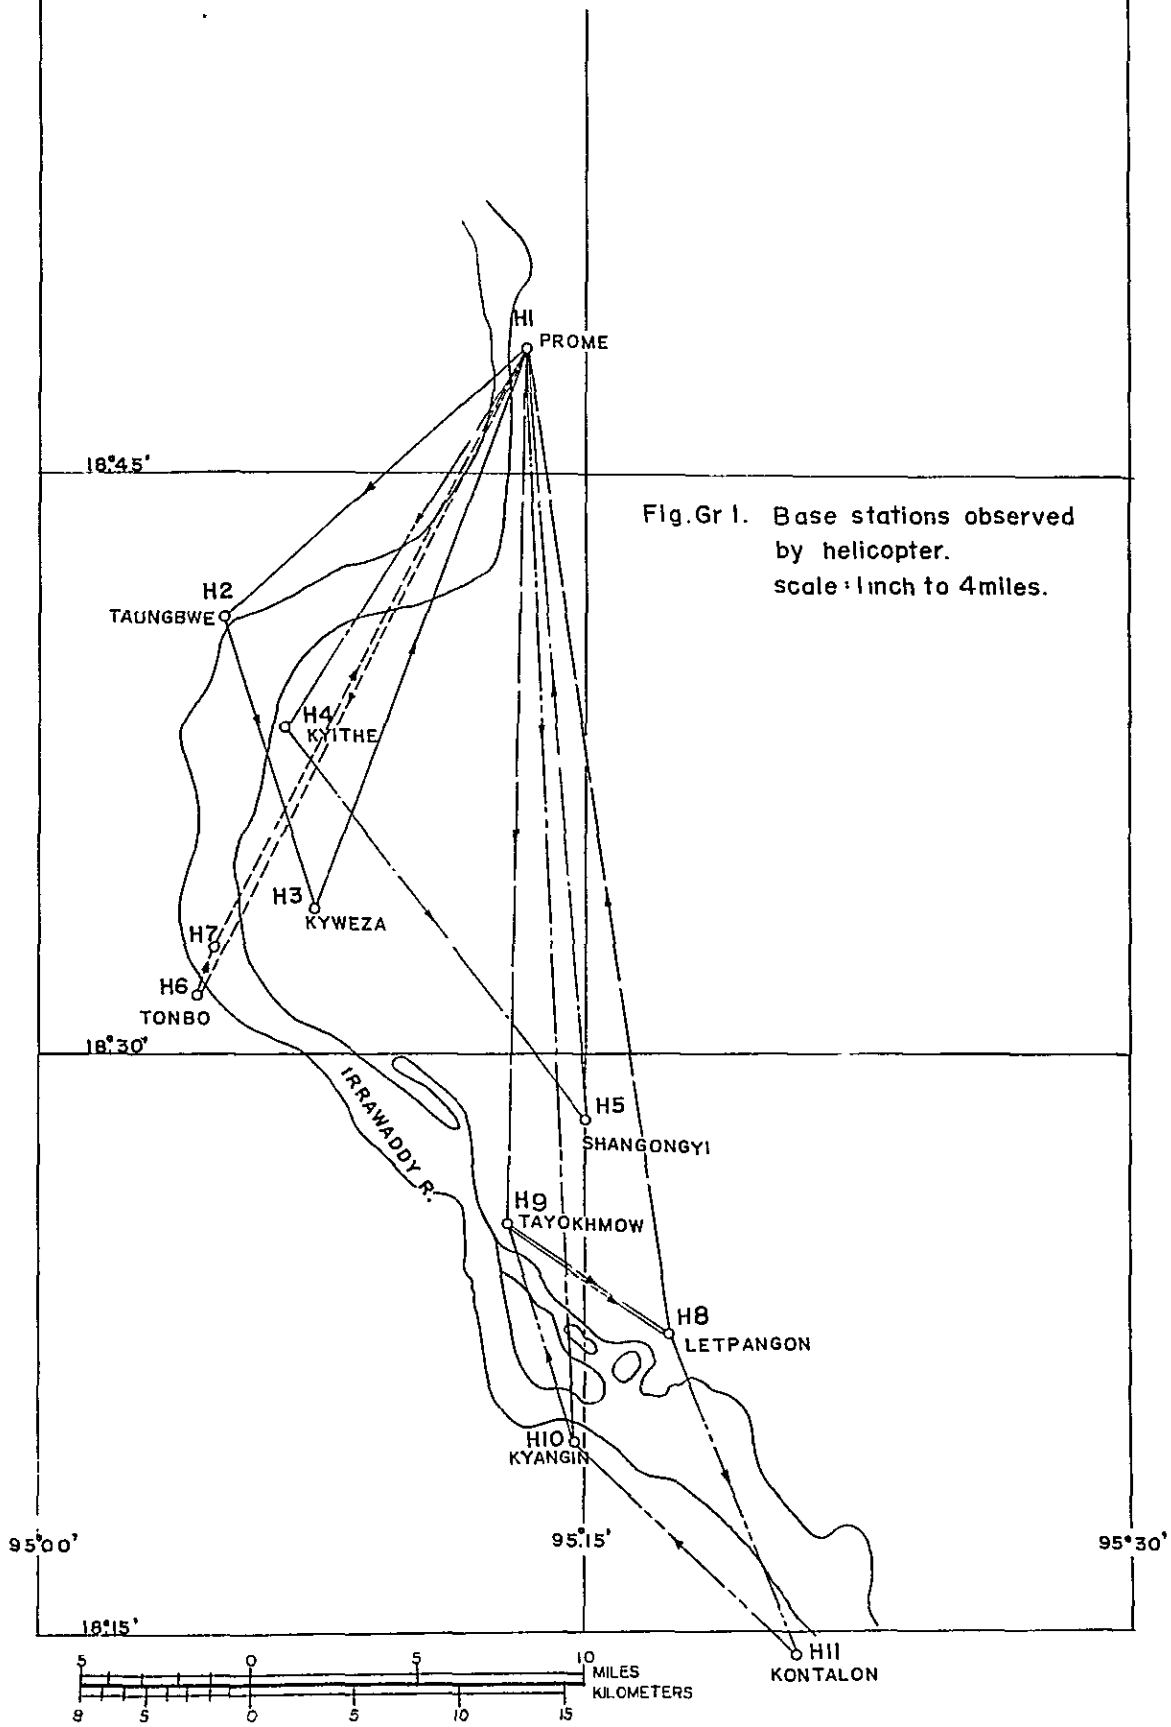 H1
PROME
18°45'
Fig.Gr 1. Base stations observed
by helicopter.
scale : 1 inch to 4 miles.
H2
TAUNGBWE
H4
KYITHE
H3
KYWEZA
H7
H6
TONBO
18°30'
IRRAWADDY R.
H5
SHANGONGYI
H9
TAYOKHMOW
H8
LETPANGON
H10
KYANGIN
95°00'
95°15'
95°30'
18°15'
H11
KONTALON
5 0 5 10 MILES
9 5 0 5 10 15 KILOMETERS